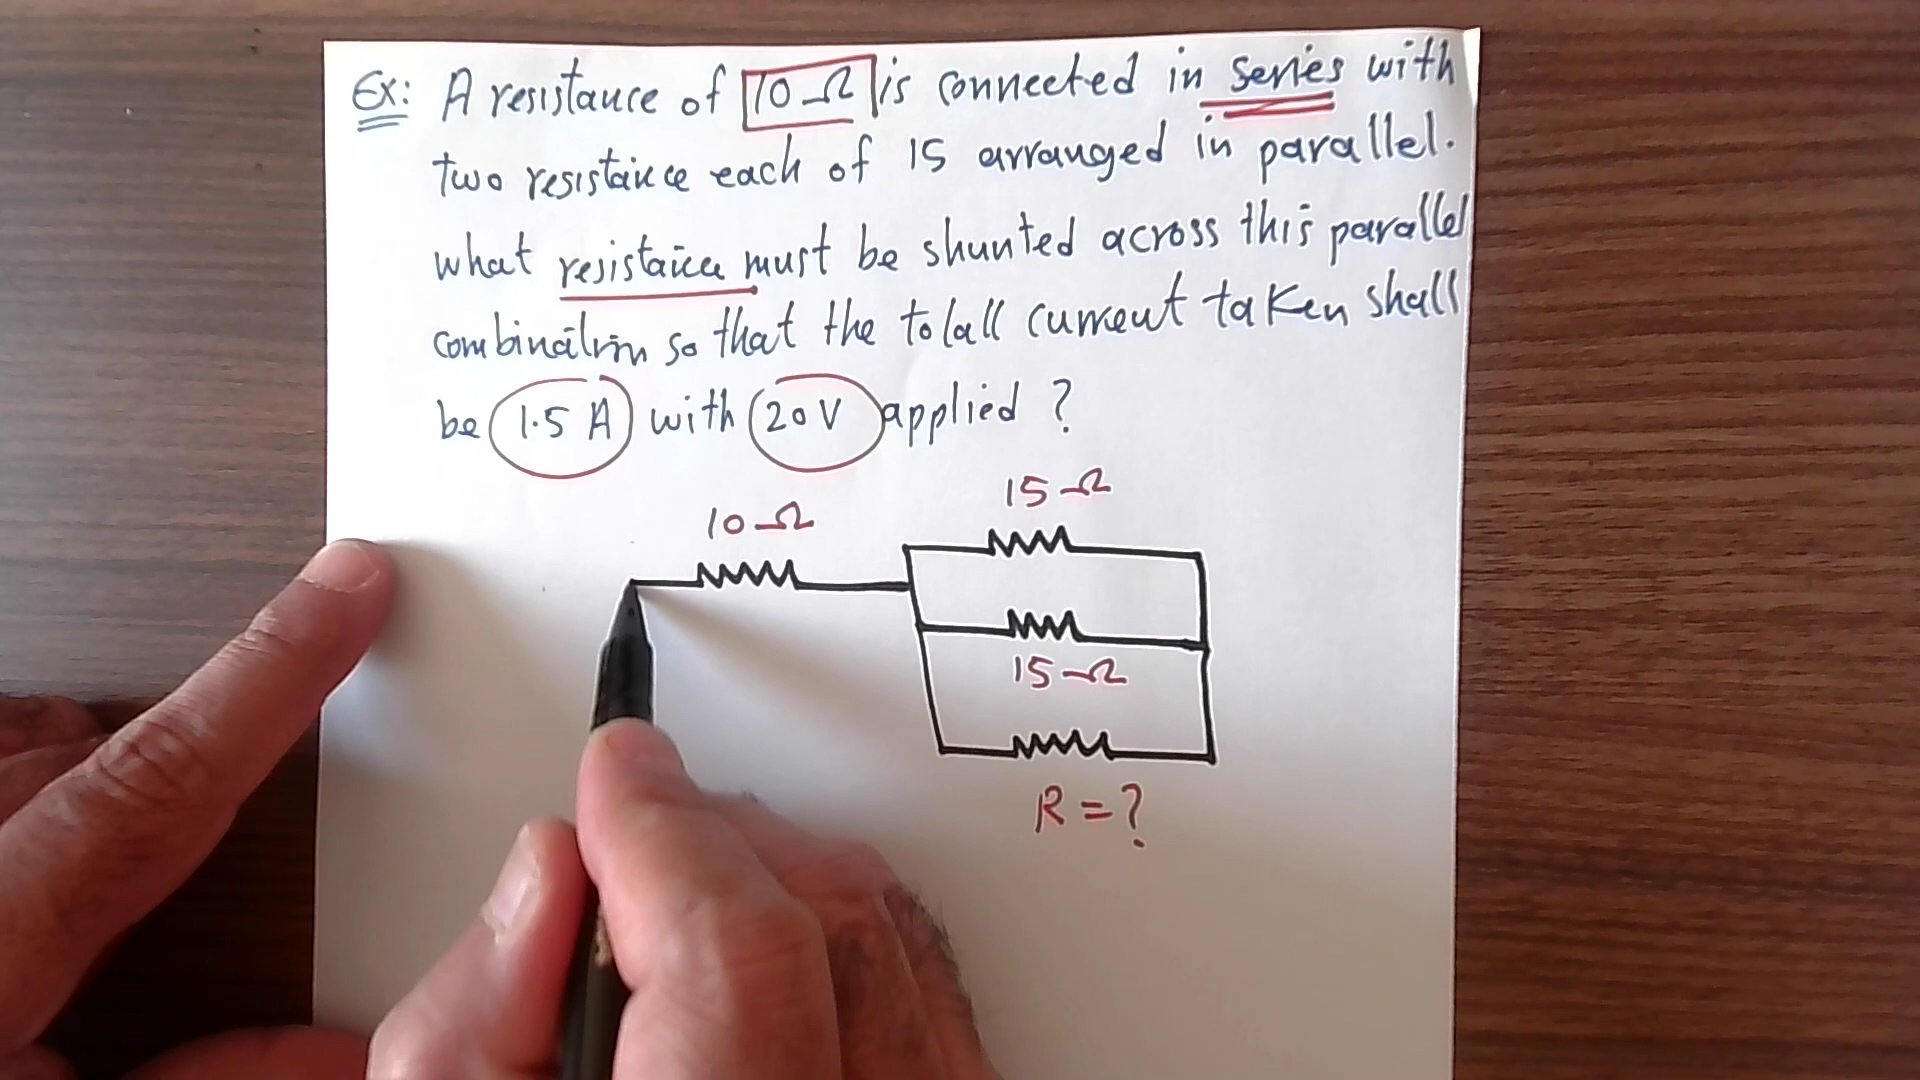 Ex: A resistance of 10 Ω is connected in series with
two resistance each of 15 arranged in parallel.
what resistance must be shunted across this parallel
combination so that the totall current taken shall
be 1.5 A with 20 V applied ?
15 Ω
10 Ω
15 Ω
R = ?